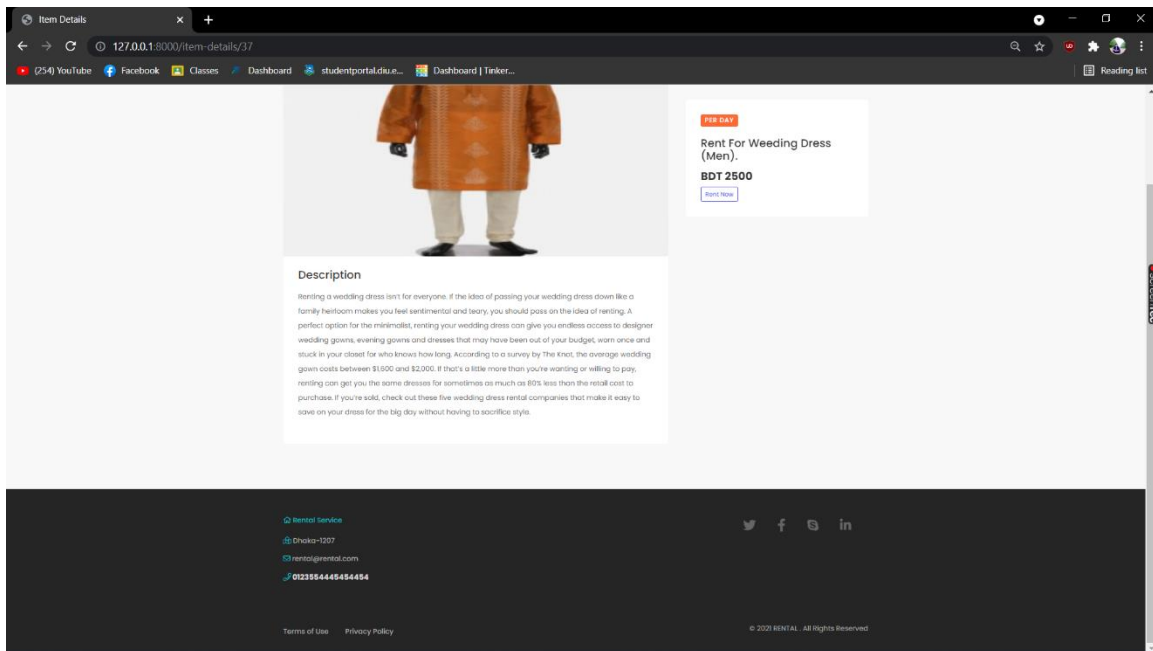 Item Details
127.0.0.1:8000/item-details/37
(254) YouTube Facebook Classes Dashboard studentportal.diu.e... Dashboard | Tinker... Reading list
PER DAY
Rent For Weeding Dress
(Men).
BDT 2500
Rent Now
Description
Renting a wedding dress isn't for everyone. If the idea of passing your wedding dress down like a
family heirloom makes you feel sentimental and teary, you should pass on the idea of renting. A
perfect option for the minimalist, renting your wedding dress can give you endless access to designer
wedding gowns, evening gowns and dresses that may have been out of your budget, worn once and
stuck in your closet for who knows how long. According to a survey by The Knot, the average wedding
gown costs between $1,600 and $2,000. If that's a little more than you're wanting or willing to pay,
renting can get you the same dresses for sometimes as much as 80% less than the retail cost to
purchase. If you're sold, check out these five wedding dress rental companies that make it easy to
save on your dress for the big day without having to sacrifice style.
Rental Service
Dhaka-1207
rental@rental.com
0123554445454454
Terms of Use Privacy Policy
© 2021 RENTAL . All Rights Reserved